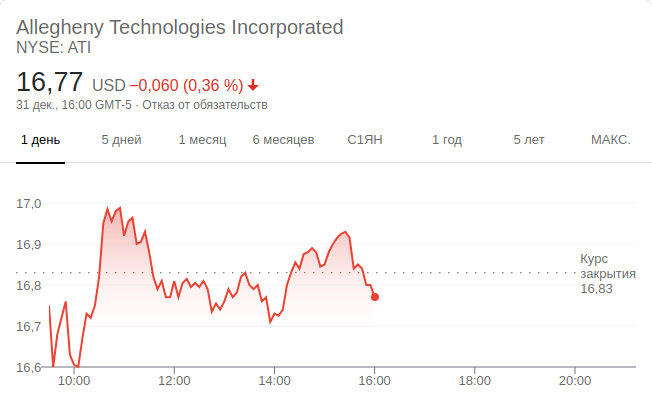 Allegheny Technologies Incorporated
NYSE: ATI
16,77 USD −0,060 (0,36 %)
31 дек., 16:00 GMT-5 · Отказ от обязательств
1 день 5 дней 1 месяц 6 месяцев С1ЯН 1 год 5 лет МАКС.
17,0
16,9
16,8
16,7
16,6
Курс
закрытия
16,83
10:00 12:00 14:00 16:00 18:00 20:00